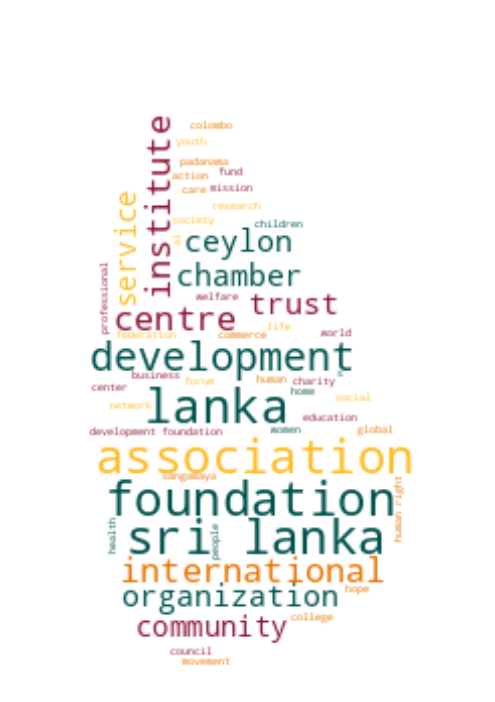 colombo
youth
padanama
action fund
care mission
institute
research
service
society children
al
ceylon
chamber
professional
welfare trust
centre
life
federation commerce world
development
business
center forum human charity
home
lanka
network social
education
development foundation women global
association
sangamaya
foundation
human right
sri lanka
health
people
international
organization hope
community college
council
movement